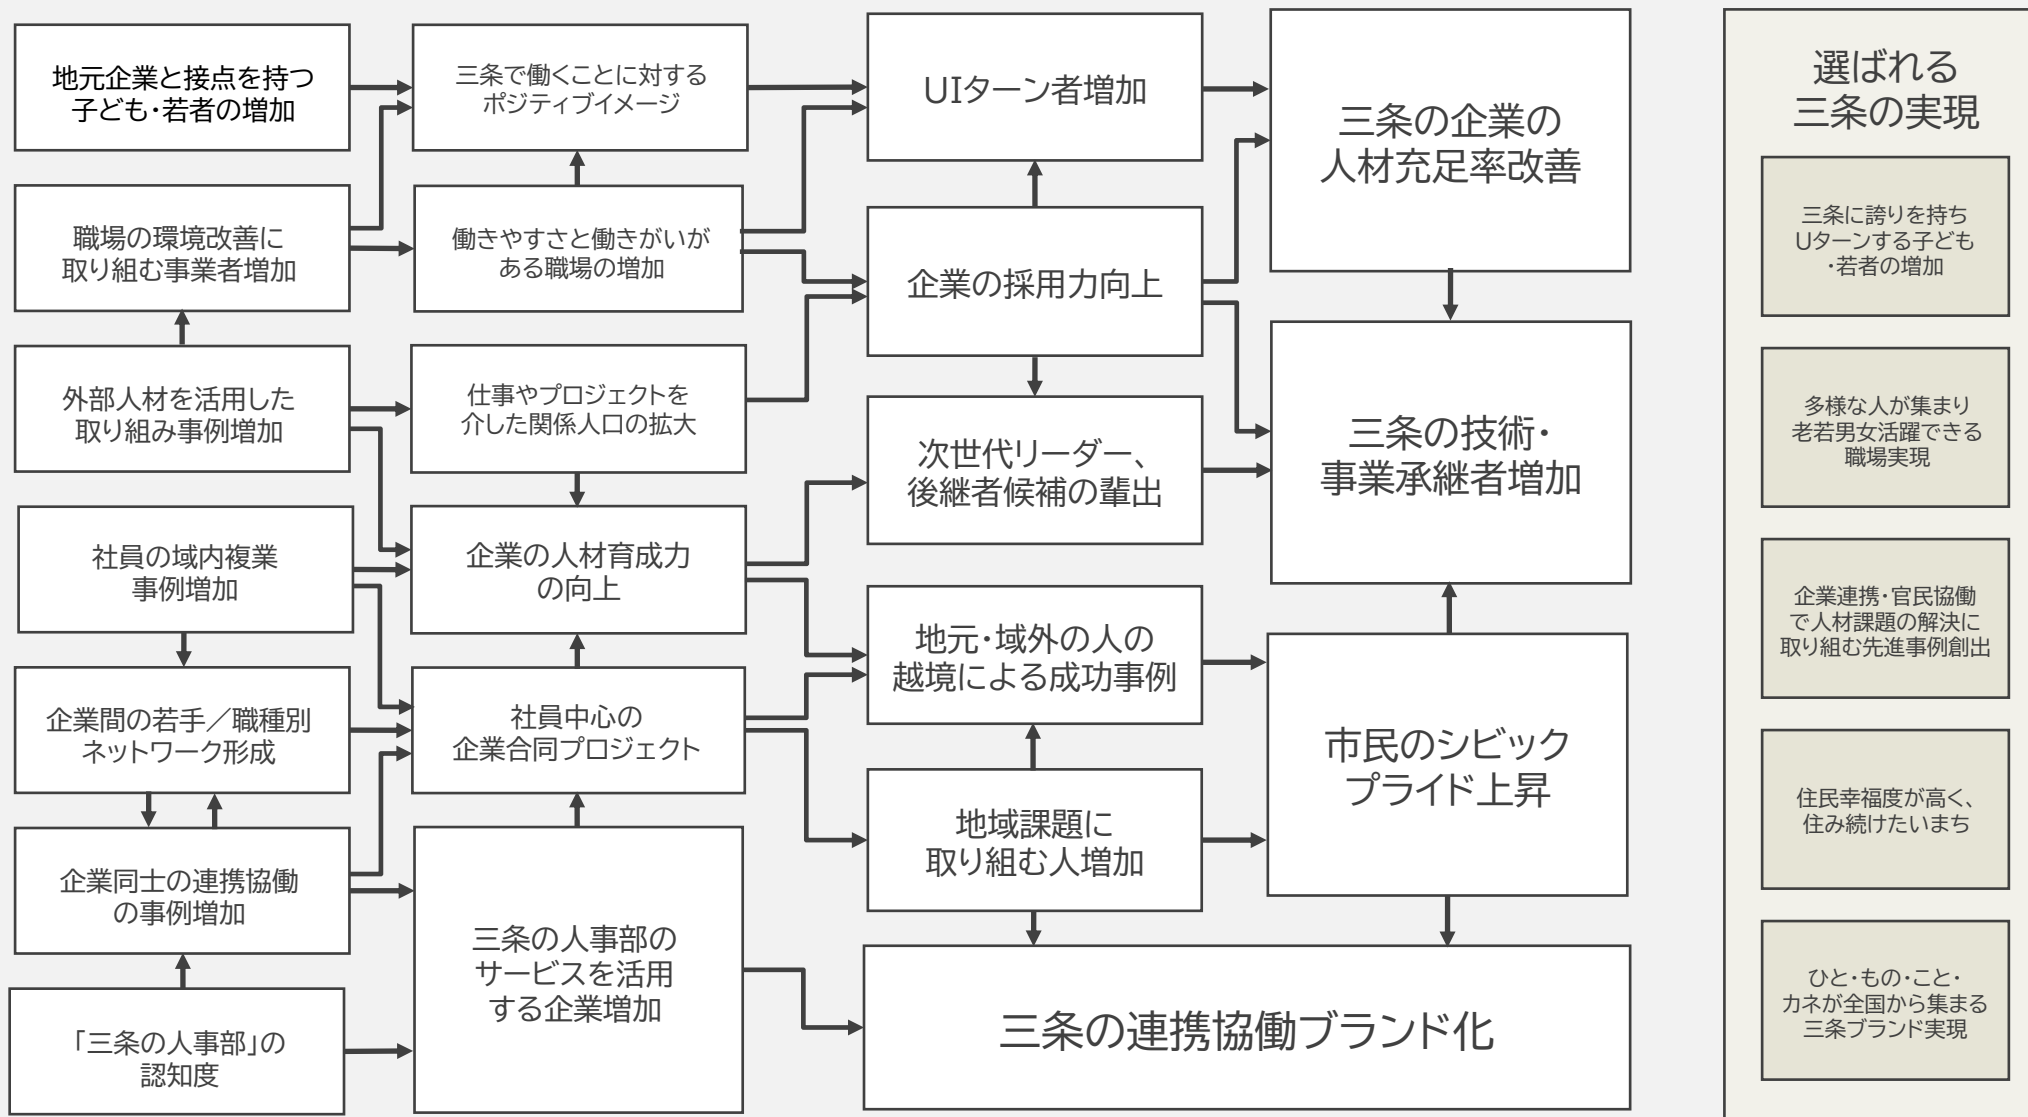 地元企業と接点を持つ
子ども・若者の増加
職場の環境改善に
取り組む事業者増加
外部人材を活用した
取り組み事例増加
社員の域内複業
事例増加
企業間の若手／職種別
ネットワーク形成
企業同士の連携協働
の事例増加
「三条の人事部」の
認知度
三条で働くことに対する
ポジティブイメージ
働きやすさと働きがいが
ある職場の増加
仕事やプロジェクトを
介した関係人口の拡大
企業の人材育成力
の向上
社員中心の
企業合同プロジェクト
三条の人事部の
サービスを活用
する企業増加
UIターン者増加
企業の採用力向上
次世代リーダー、
後継者候補の輩出
地元・域外の人の
越境による成功事例
地域課題に
取り組む人増加
三条の連携協働ブランド化
三条の企業の
人材充足率改善
三条の技術・
事業承継者増加
市民のシビック
プライド上昇
選ばれる
三条の実現
三条に誇りを持ち
Uターンする子ども
・若者の増加
多様な人が集まり
老若男女活躍できる
職場実現
企業連携・官民協働
で人材課題の解決に
取り組む先進事例創出
住民幸福度が高く、
住み続けたいまち
ひと・もの・こと・
カネが全国から集まる
三条ブランド実現